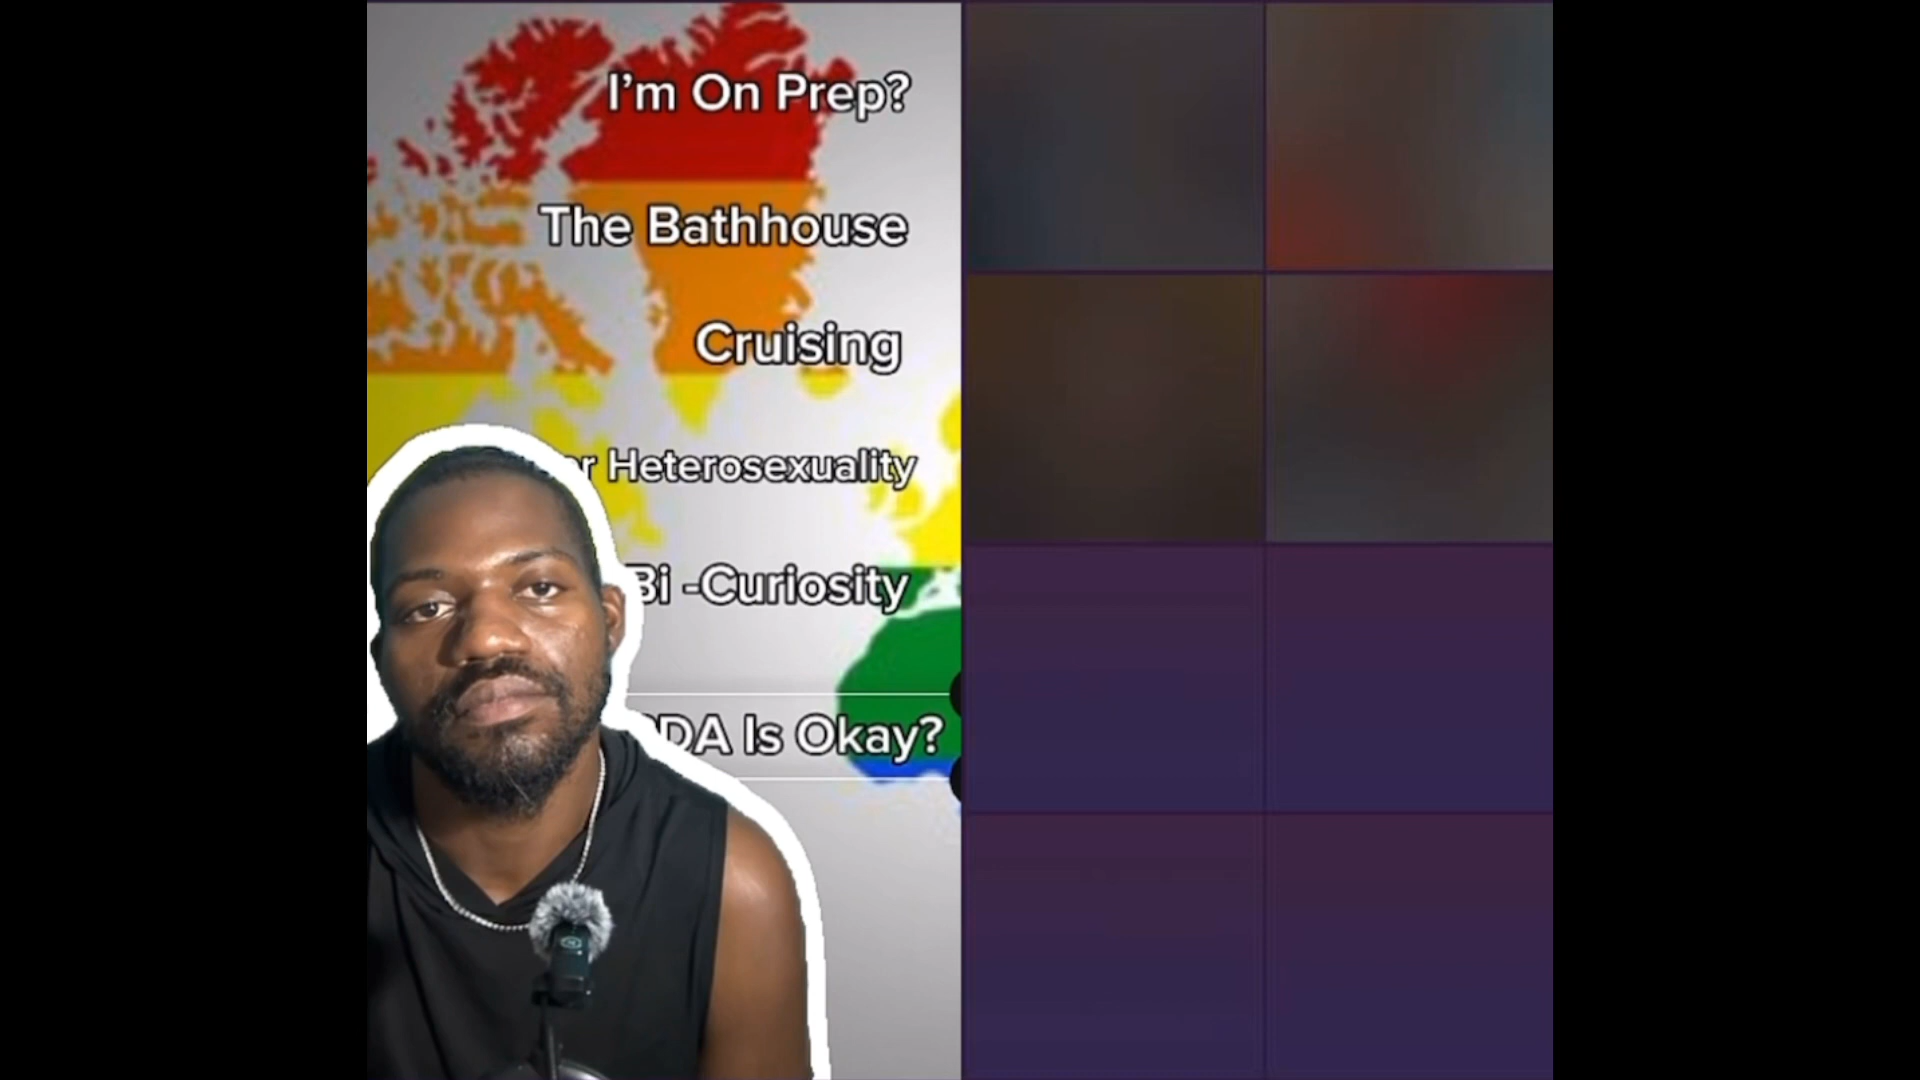 I'm On Prep?
The Bathhouse
Cruising
Heterosexuality
Bi -Curiosity
Is Okay?